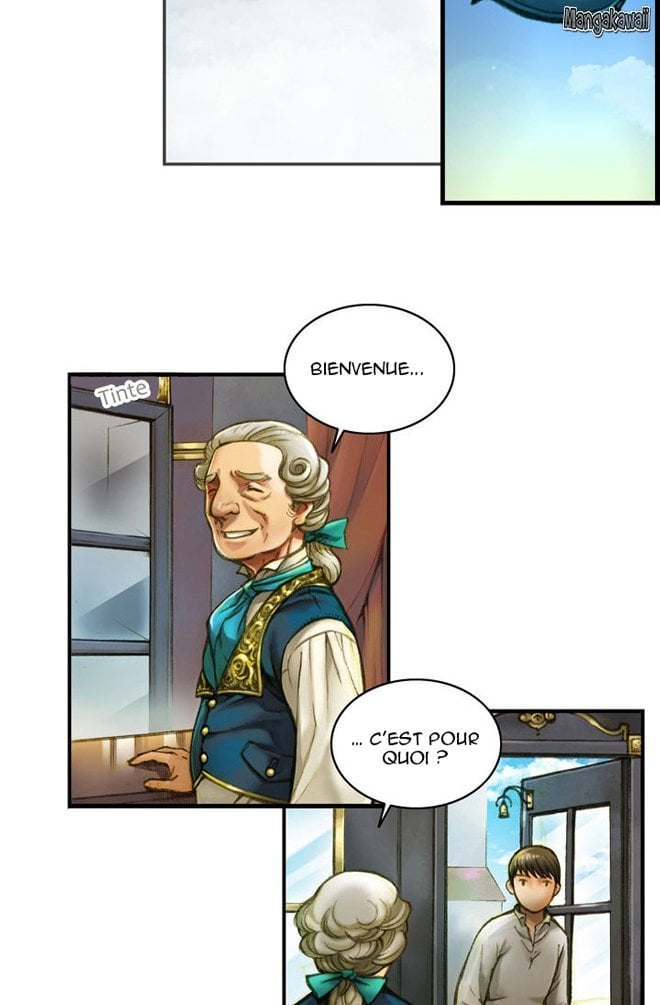 Mangakawaii
BIENVENUE...
Tinte
... C'EST POUR
QUOI ?